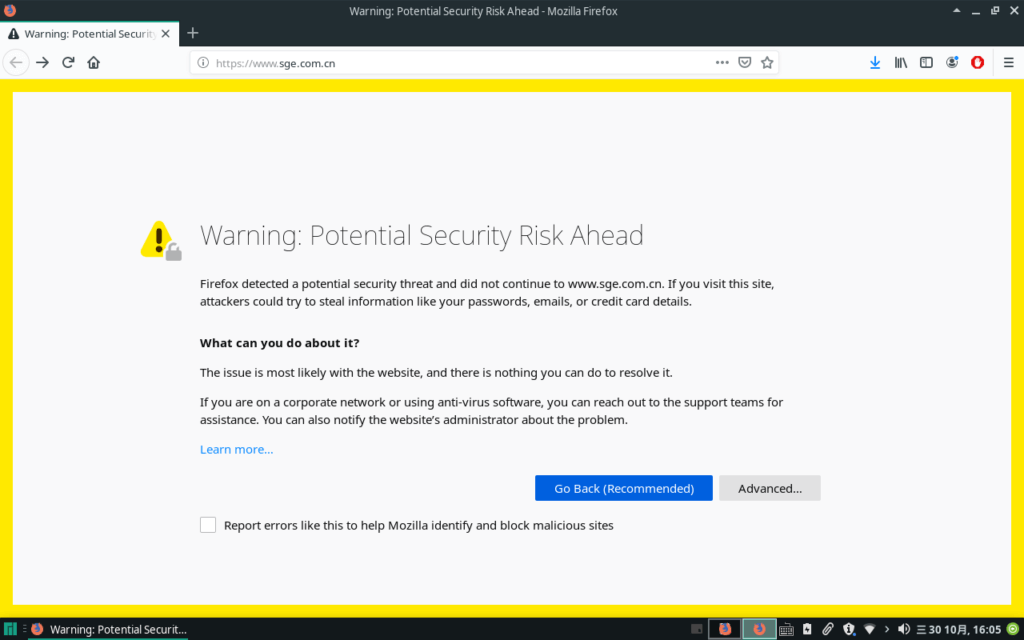 Warning: Potential Security Risk Ahead - Mozilla Firefox
Warning: Potential Security
https://www.sge.com.cn
Warning: Potential Security Risk Ahead
Firefox detected a potential security threat and did not continue to www.sge.com.cn. If you visit this site,
attackers could try to steal information like your passwords, emails, or credit card details.
What can you do about it?
The issue is most likely with the website, and there is nothing you can do to resolve it.
If you are on a corporate network or using anti-virus software, you can reach out to the support teams for
assistance. You can also notify the website’s administrator about the problem.
Learn more…
Go Back (Recommended) Advanced…
Report errors like this to help Mozilla identify and block malicious sites
Warning: Potential Securit… 三 30 10月, 16:05